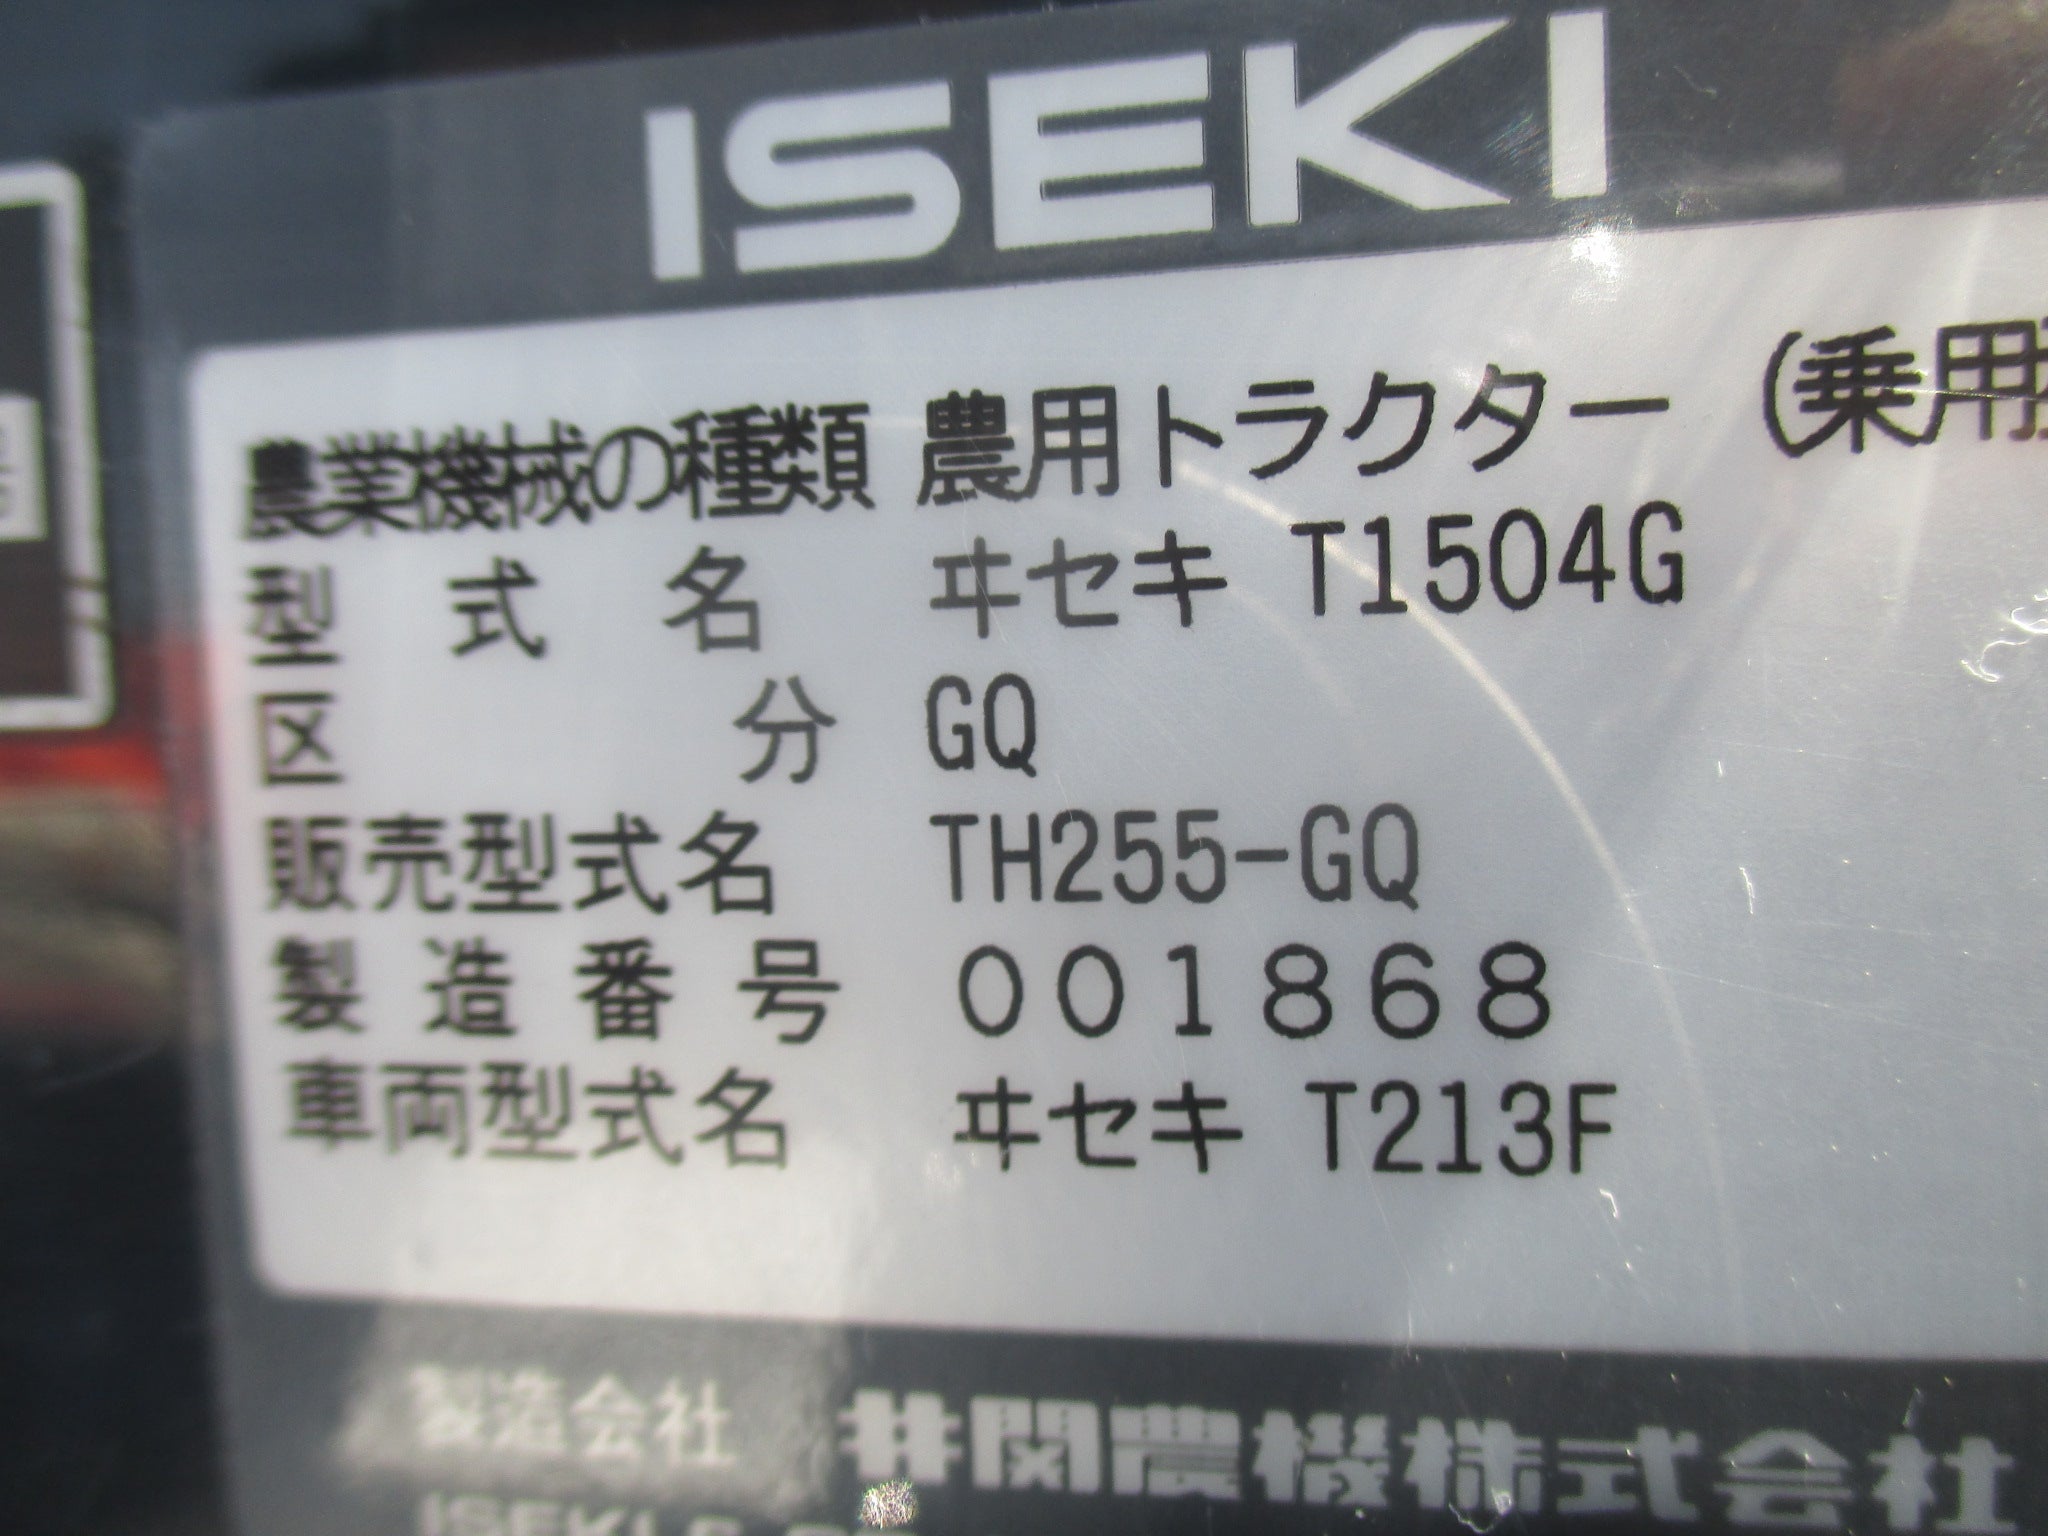 ISEKI
農業機械の種類 農用トラクター (乗用
型式名 ヰセキ T1504G
区分 GQ
販売型式名 TH255-GQ
製造番号 001868
車両型式名 ヰセキ T213F
製造会社 井関農機株式会社
ISEKI &